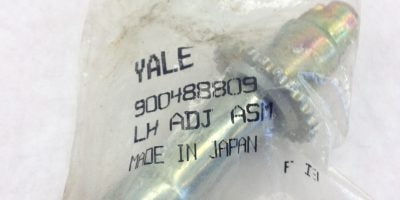 YALE
900488809
LH ADJ ASM
MADE IN JAPAN